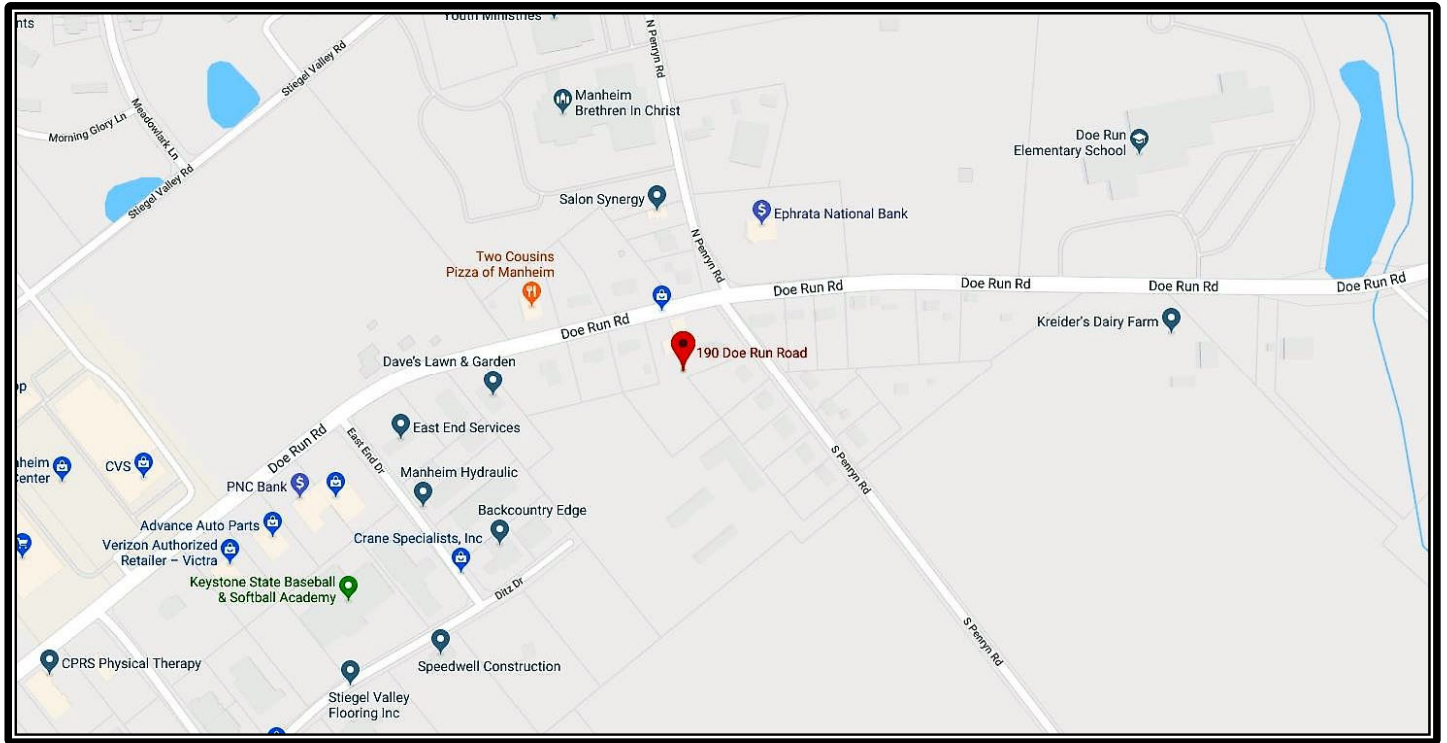 Youth Ministries
nts
N Penryn Rd
Stiegel Valley Rd
Manheim
Brethren In Christ
Meadowlark Ln
Morning Glory Ln
Doe Run
Elementary School
Stiegel Valley Rd
Salon Synergy
Ephrata National Bank
N Penryn Rd
Two Cousins
Pizza of Manheim
Doe Run Rd
Doe Run Rd
Doe Run Rd
Doe Run Rd
Doe Run Rd
Kreider's Dairy Farm
190 Doe Run Road
Dave's Lawn & Garden
op
East End Services
Doe Run Rd
East End Dr
nheim
Center
CVS
S Penryn Rd
Manheim Hydraulic
PNC Bank
Backcountry Edge
Advance Auto Parts
Crane Specialists, Inc
Verizon Authorized
Retailer – Victra
Keystone State Baseball
& Softball Academy
Ditz Dr
S Penryn Rd
CPRS Physical Therapy
Speedwell Construction
Stiegel Valley
Flooring Inc